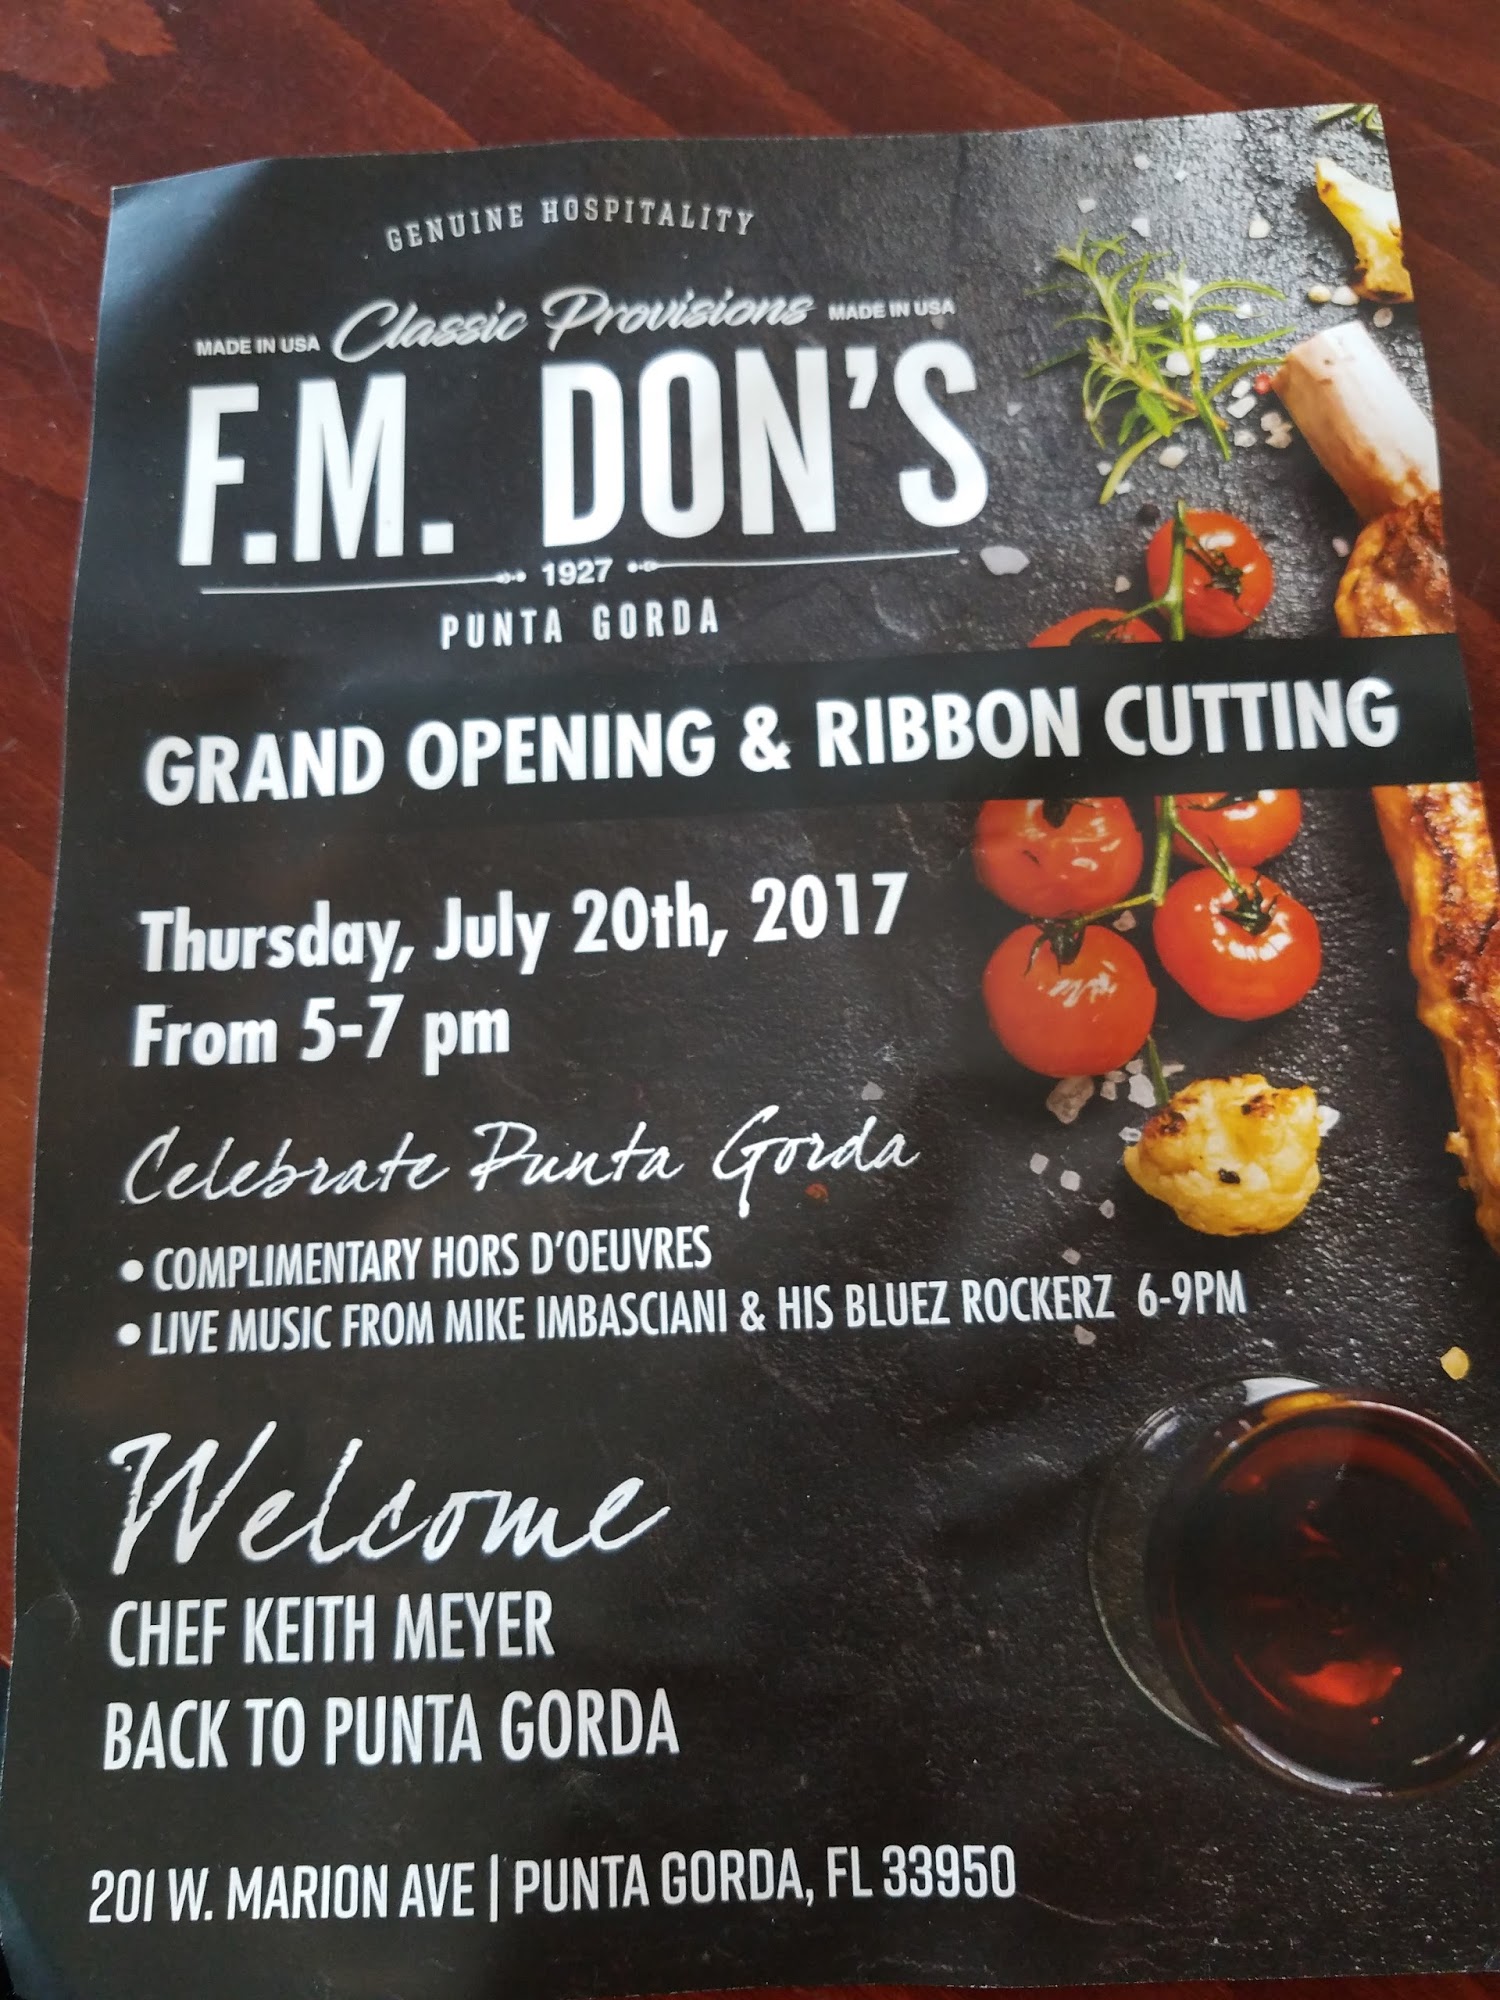 GENUINE HOSPITALITY
MADE IN USA Classic Provisions MADE IN USA
F.M. DON'S
1927
PUNTA GORDA
GRAND OPENING & RIBBON CUTTING
Thursday, July 20th, 2017
From 5-7 pm
Celebrate Punta Gorda
• COMPLIMENTARY HORS D'OEUVRES
• LIVE MUSIC FROM MIKE IMBASCIANI & HIS BLUEZ ROCKERZ 6-9PM
Welcome
CHEF KEITH MEYER
BACK TO PUNTA GORDA
201 W. MARION AVE | PUNTA GORDA, FL 33950